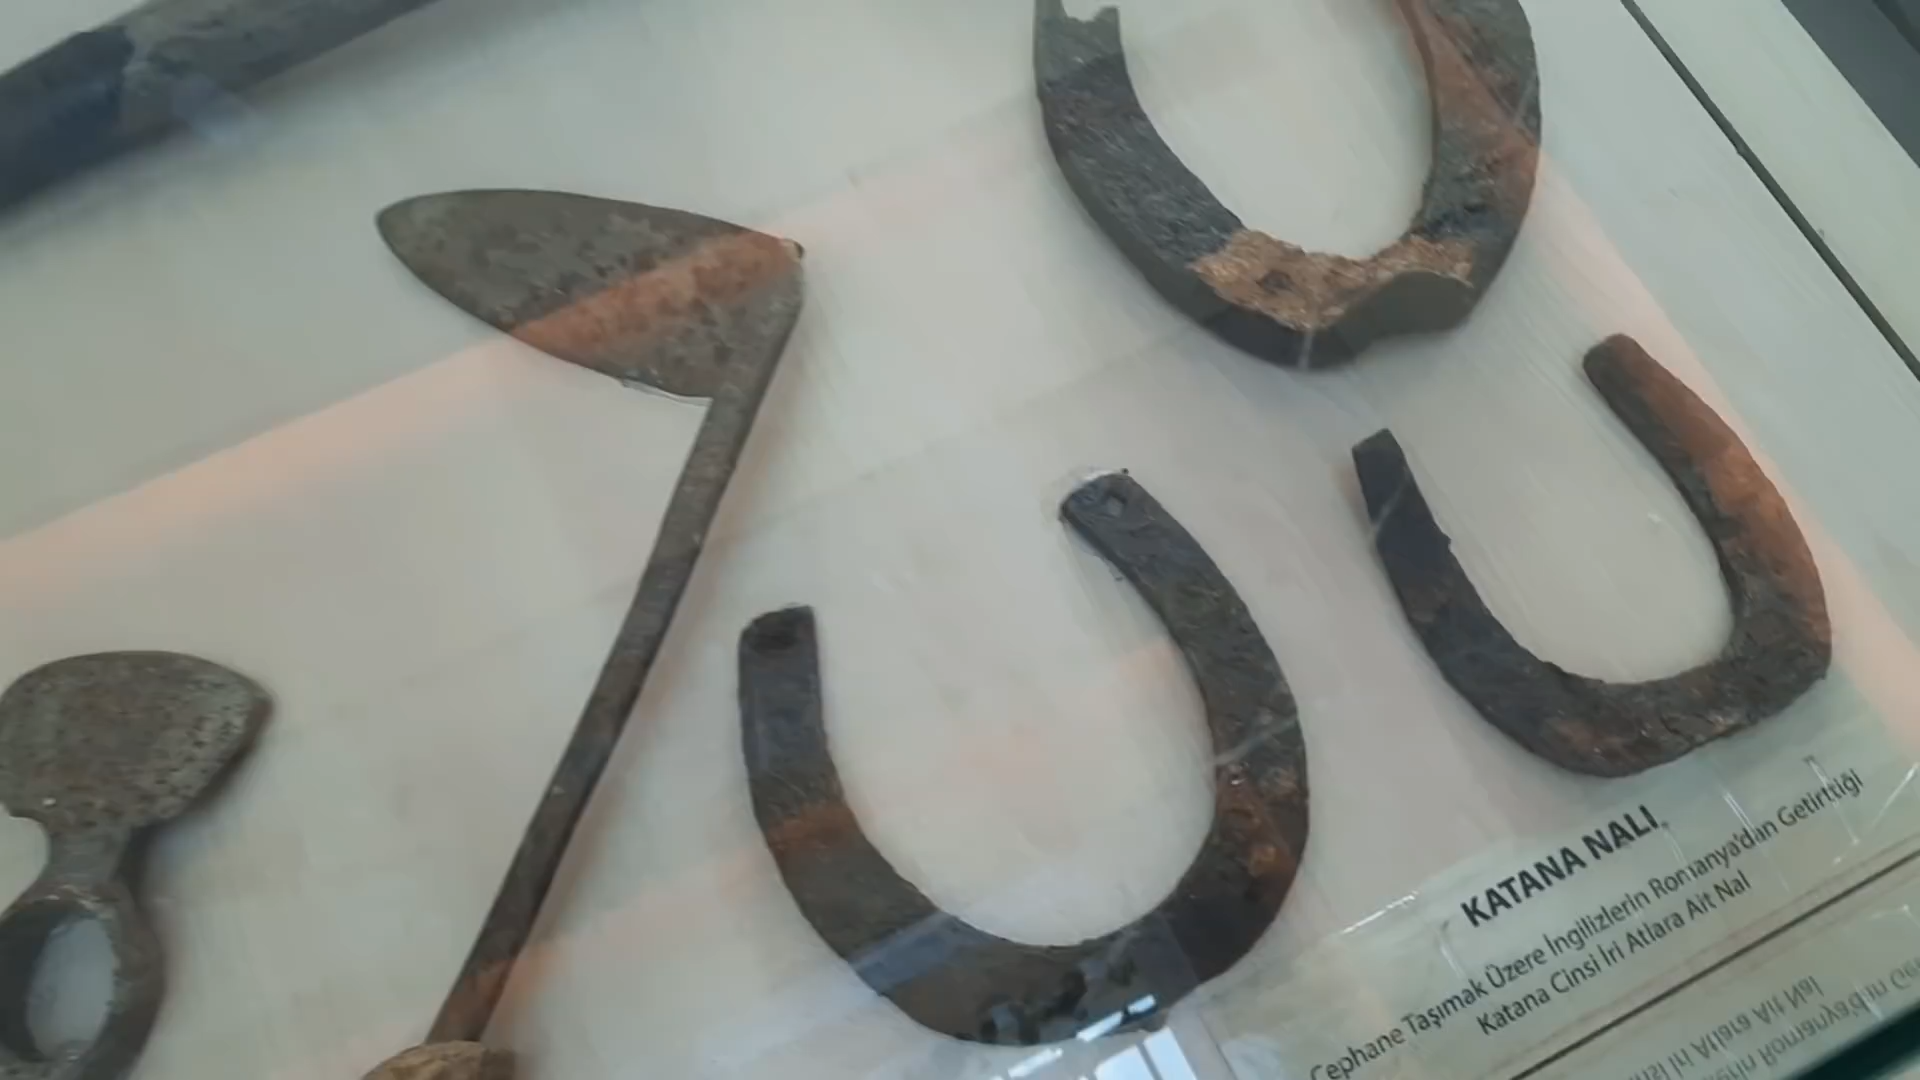 KATANA NALI
Cephane Taşımak Üzere İngilizlerin Romanya'dan Getirttiği
Katana Cinsi İri Atlara Ait Nal